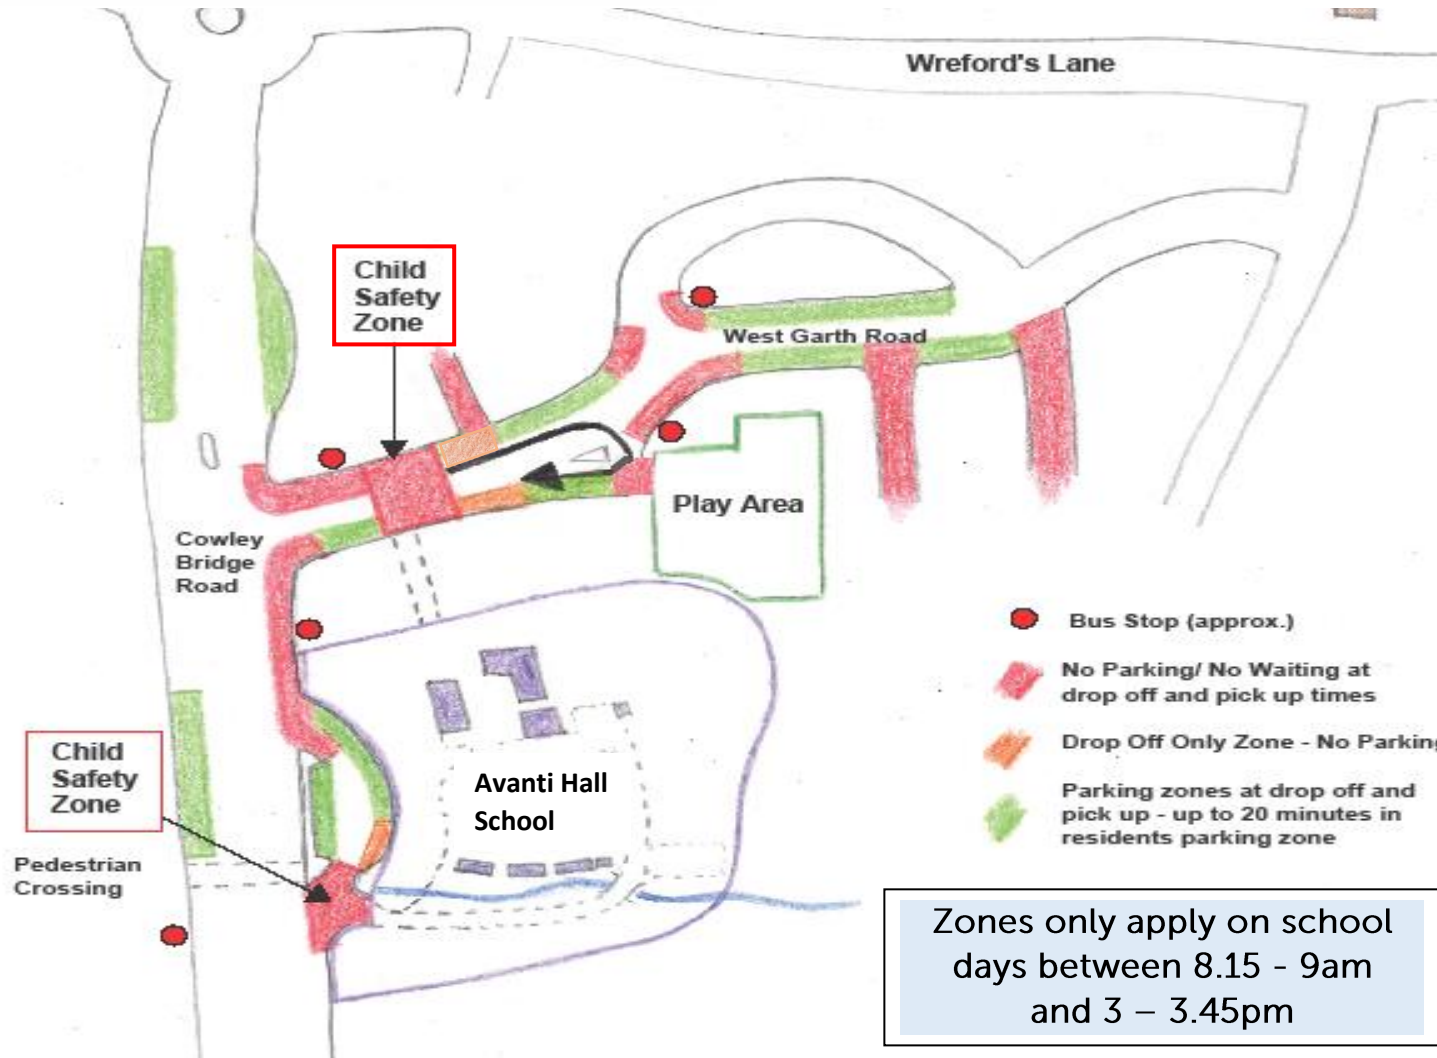 Wreford's Lane
Child
Safety
Zone
West Garth Road
Play Area
Cowley
Bridge
Road
Bus Stop (approx.)
No Parking/ No Waiting at
drop off and pick up times
Drop Off Only Zone - No Parking
Parking zones at drop off and
pick up - up to 20 minutes in
residents parking zone
Child
Safety
Zone
Avanti Hall
School
Pedestrian
Crossing
Zones only apply on school
days between 8.15 - 9am
and 3 – 3.45pm